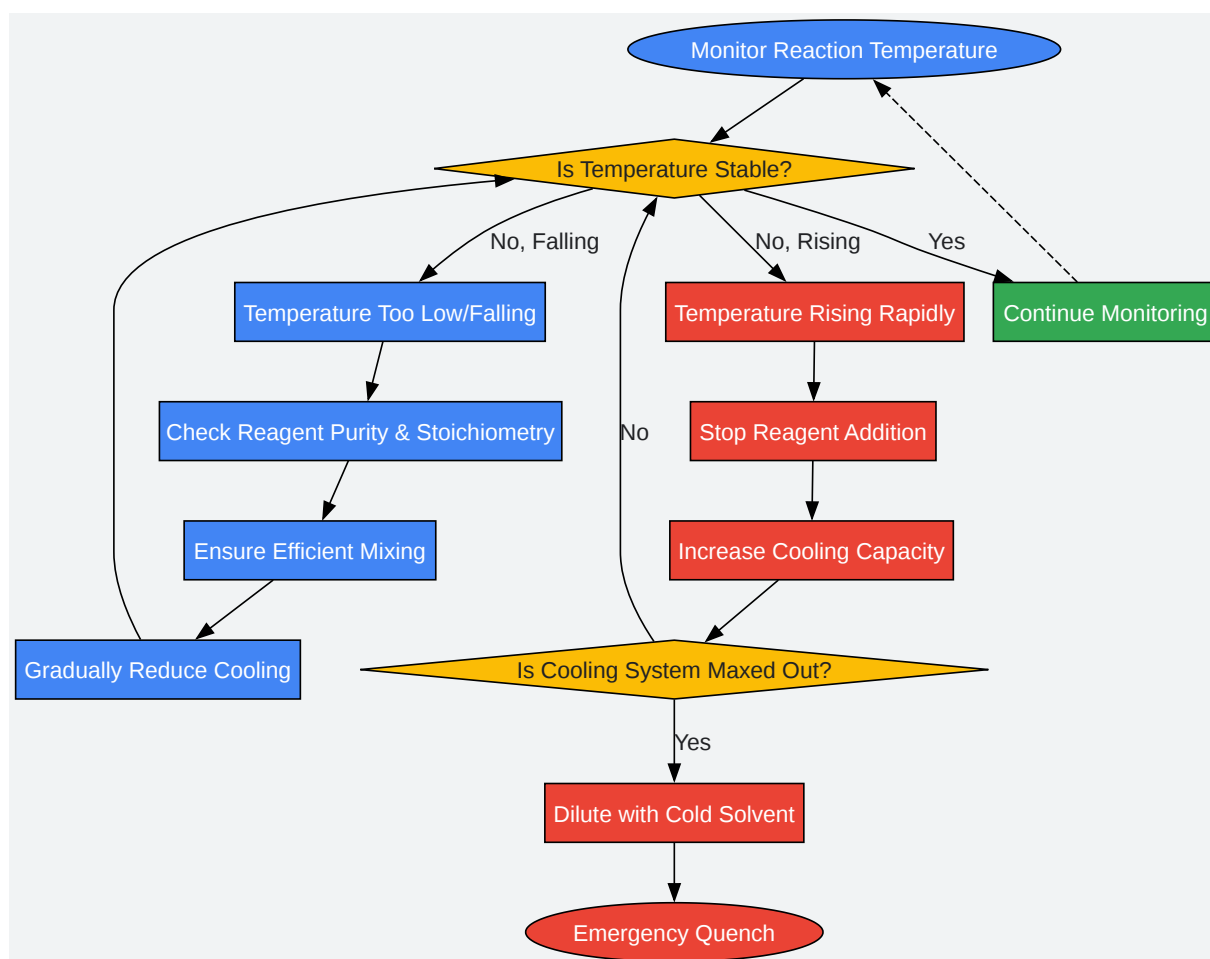 Monitor Reaction Temperature
Is Temperature Stable?
No, Falling
No, Rising
Yes
Temperature Too Low/Falling
Temperature Rising Rapidly
Continue Monitoring
Check Reagent Purity & Stoichiometry
No
Stop Reagent Addition
Ensure Efficient Mixing
Increase Cooling Capacity
Gradually Reduce Cooling
Is Cooling System Maxed Out?
Yes
Dilute with Cold Solvent
Emergency Quench